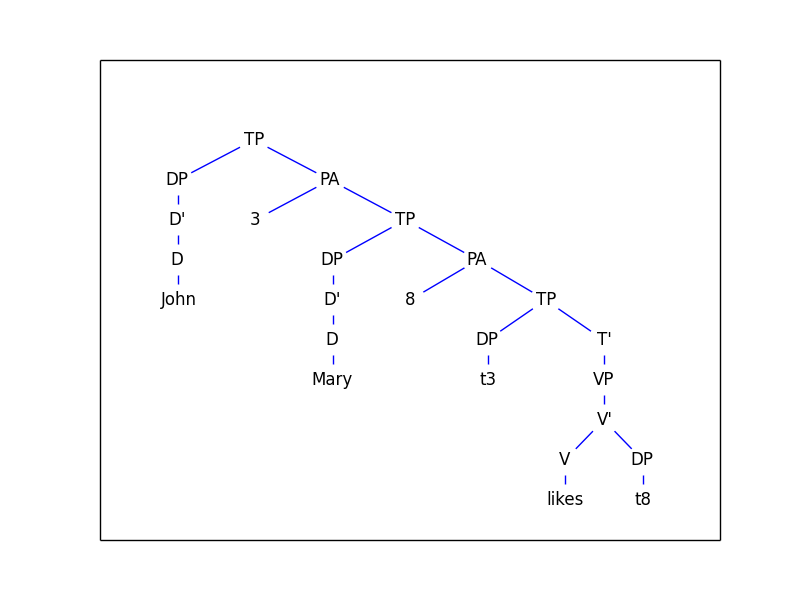 TP
DP PA
D' 3 TP
D DP PA
John D' 8 TP
D DP T'
Mary t3 VP
V'
V DP
likes t8